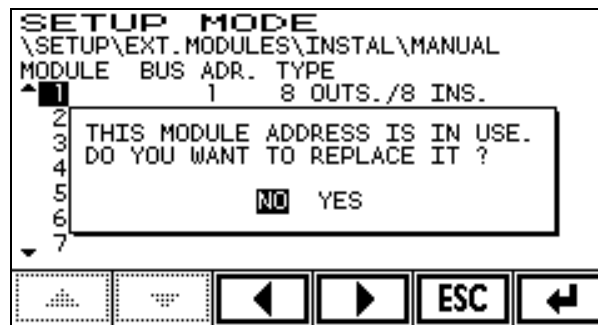 SETUP MODE
\SETUP\EXT.MODULES\INSTAL\MANUAL
MODULE BUS ADR. TYPE
1 1 8 OUTS./8 INS.
2
3
4
5
6
7
THIS MODULE ADDRESS IS IN USE.
DO YOU WANT TO REPLACE IT ?
NO YES
ESC